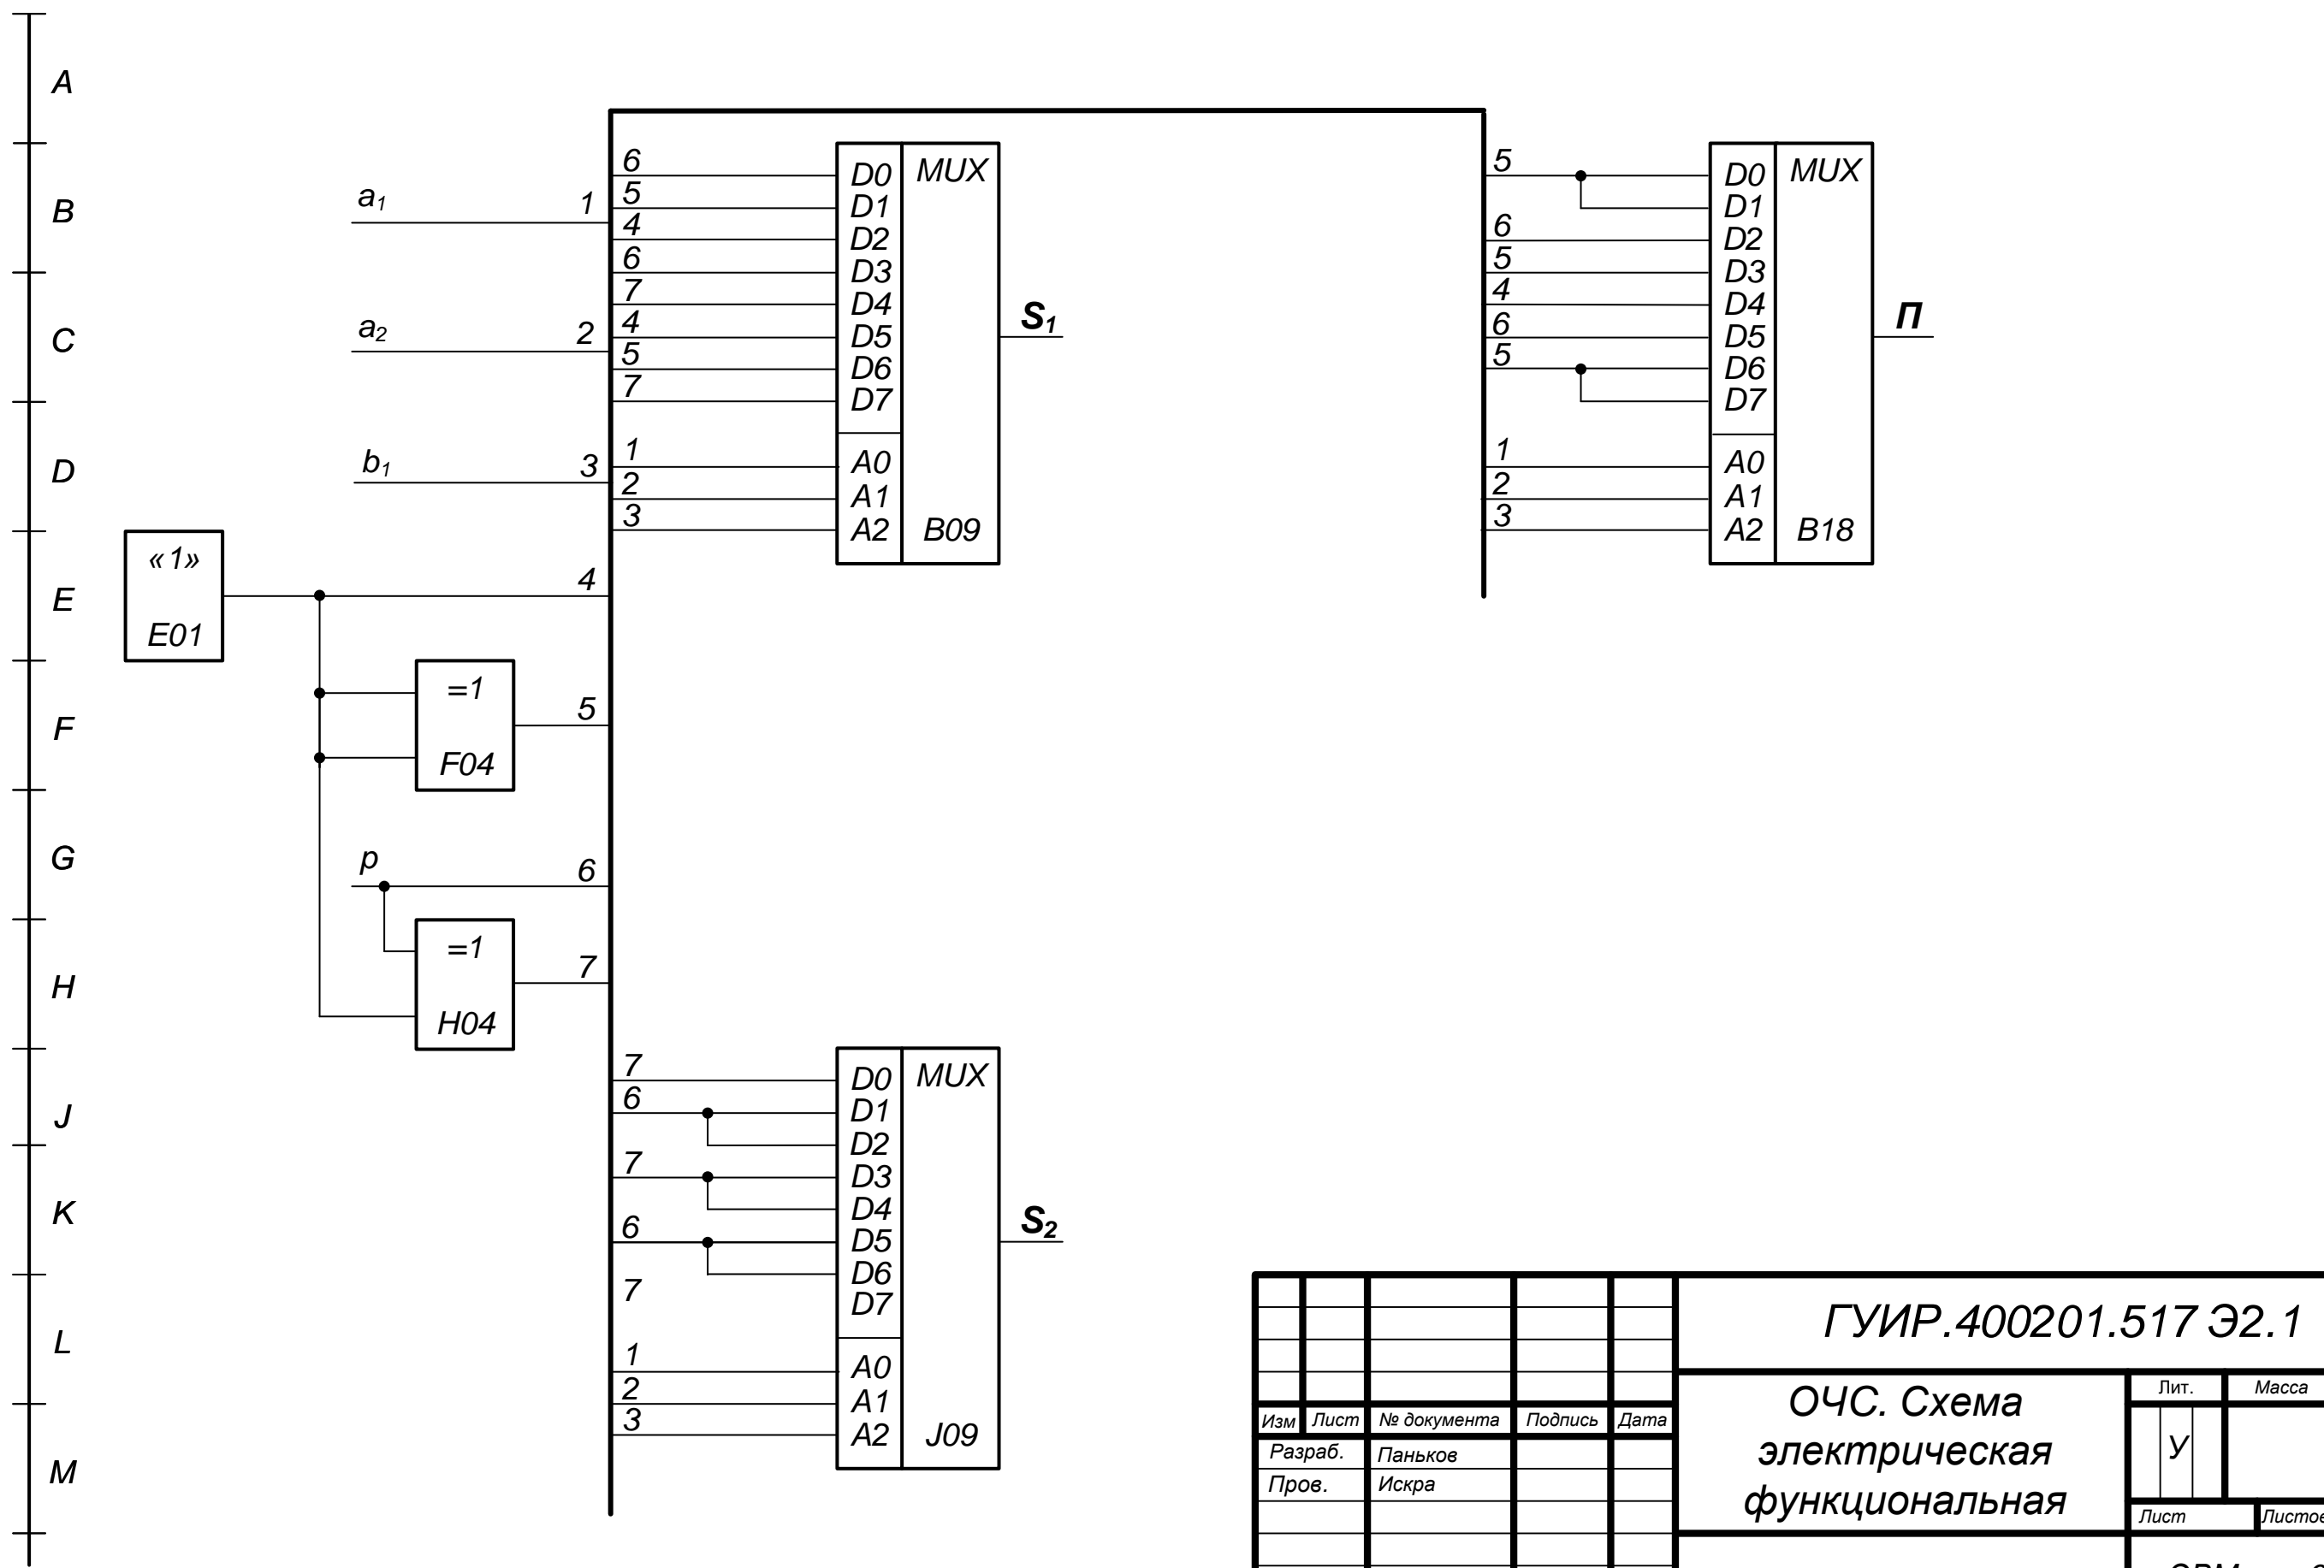 A
B
C
D
E
F
G
H
J
K
L
M
a1 1
a2 2
b1 3
«1»
E01
4
=1
F04
5
p 6
=1
H04
7
6 D0 MUX
5 D1
4 D2
6 D3
7 D4
4 D5
5 D6
7 D7
1 A0
2 A1
3 A2 B09
S1
5 D0 MUX
D1
6 D2
5 D3
4 D4
6 D5
5 D6
D7
1 A0
2 A1
3 A2 B18
П
7 D0 MUX
6 D1
D2
7 D3
D4
6 D5
D6
7 D7
1 A0
2 A1
3 A2 J09
S2
ГУИР.400201.517 Э2.1
ОЧС. Схема
электрическая
функциональная
Лит. Масса
У
Лист
Изм Лист № документа Подпись Дата
Разраб. Паньков
Пров. Искра